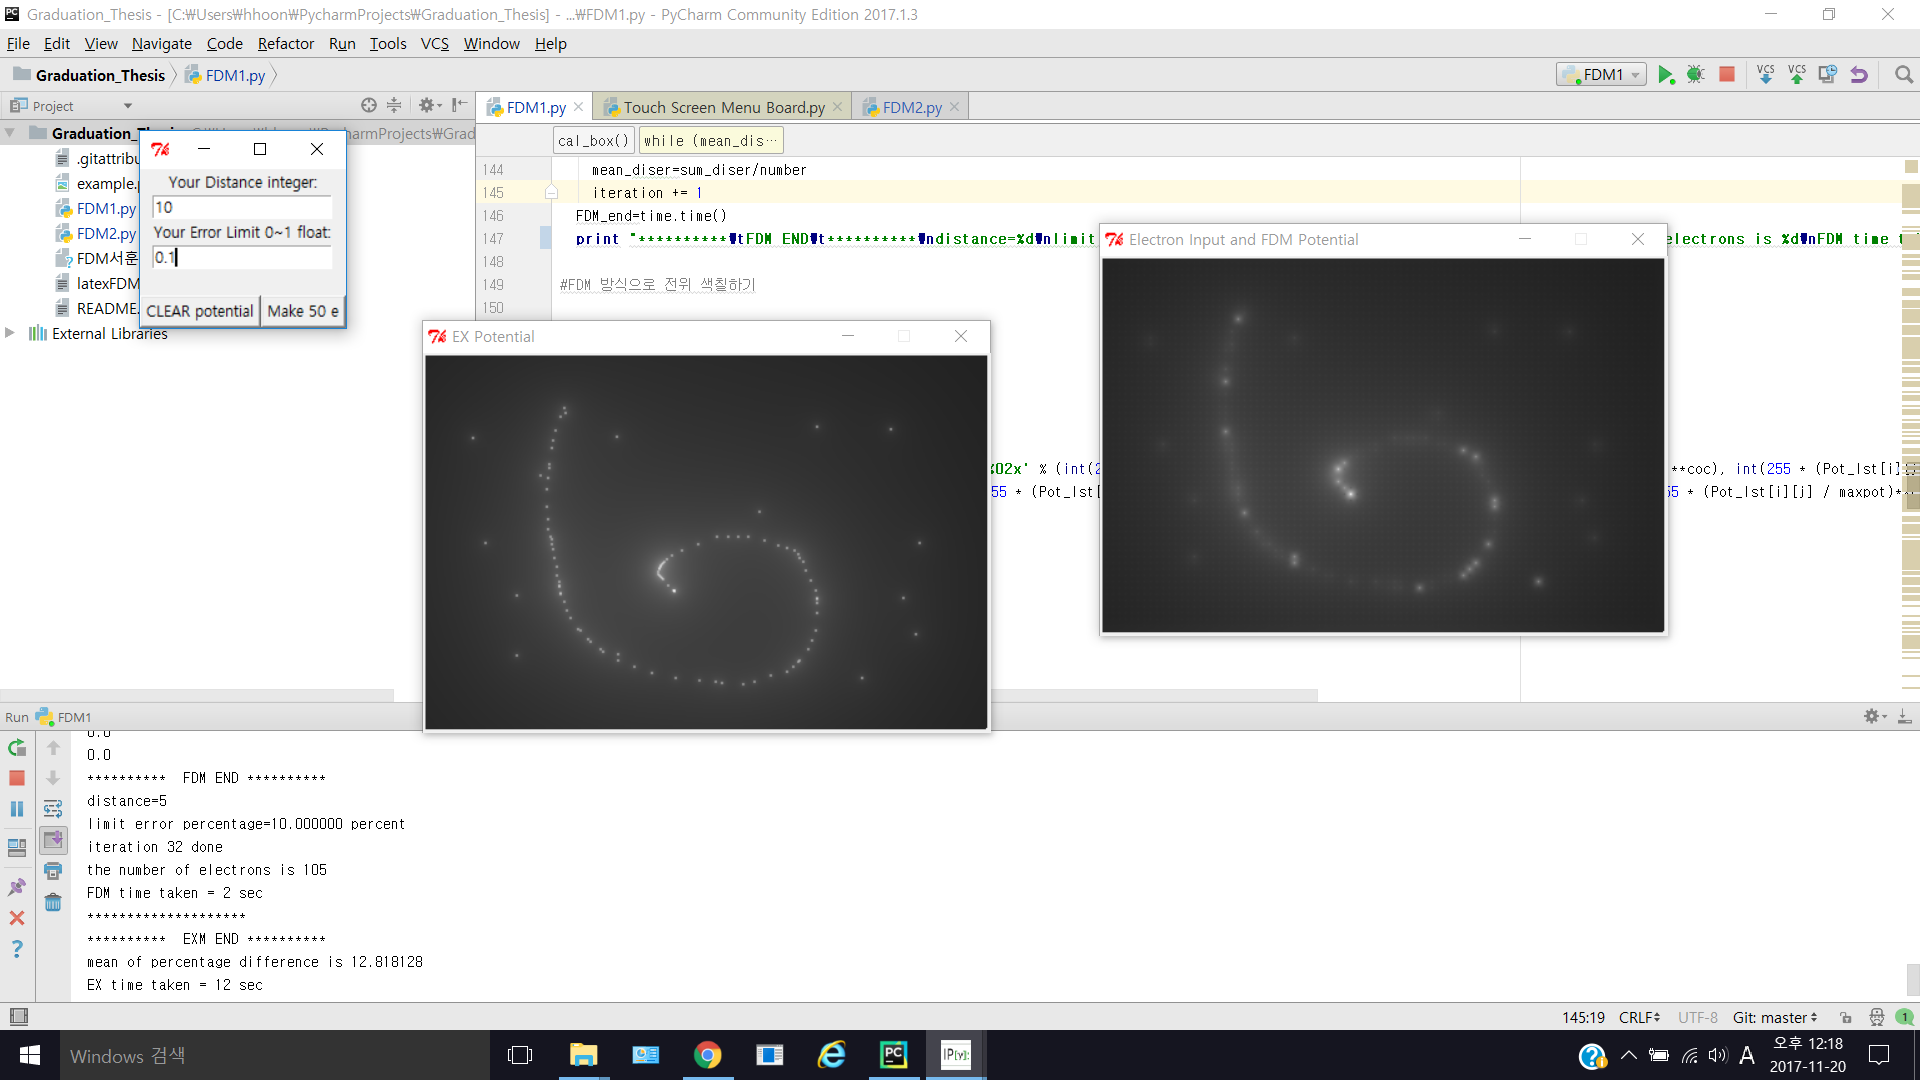 Graduation_Thesis - [C:₩Users₩hhoon₩PycharmProjects₩Graduation_Thesis] - ...₩FDM1.py - PyCharm Community Edition 2017.1.3
File Edit View Navigate Code Refactor Run Tools VCS Window Help
Graduation_Thesis FDM1.py
FDM1
VCS VCS
Project
FDM1.py Touch Screen Menu Board.py FDM2.py
Graduation_
.gitattribu
example.
FDM1.py
FDM2.py
FDM서훈
latexFDM
README.
External Libraries
Your Distance integer:
10
Your Error Limit 0~1 float:
0.1
CLEAR potential Make 50 e
cal_box() while (mean_dis…
144 mean_diser=sum_diser/number
145 iteration += 1
146 FDM_end=time.time()
147 print "**********₩tFDM END₩t**********₩ndistance=%d₩nlimit
electrons is %d₩nFDM time t
148
149 #FDM 방식으로 전위 색칠하기
150
%02x' % (int(2
55 * (Pot_lst[
**coc), int(255 * (Pot_lst[i][
55 * (Pot_lst[i][j] / maxpot)**
EX Potential
Electron Input and FDM Potential
Run FDM1
0.0
0.0
********** FDM END **********
distance=5
limit error percentage=10.000000 percent
iteration 32 done
the number of electrons is 105
FDM time taken = 2 sec
********************
********** EXM END **********
mean of percentage difference is 12.818128
EX time taken = 12 sec
145:19 CRLF UTF-8 Git: master 1
Windows 검색
PC
IP[y]:
A
오후 12:18
2017-11-20